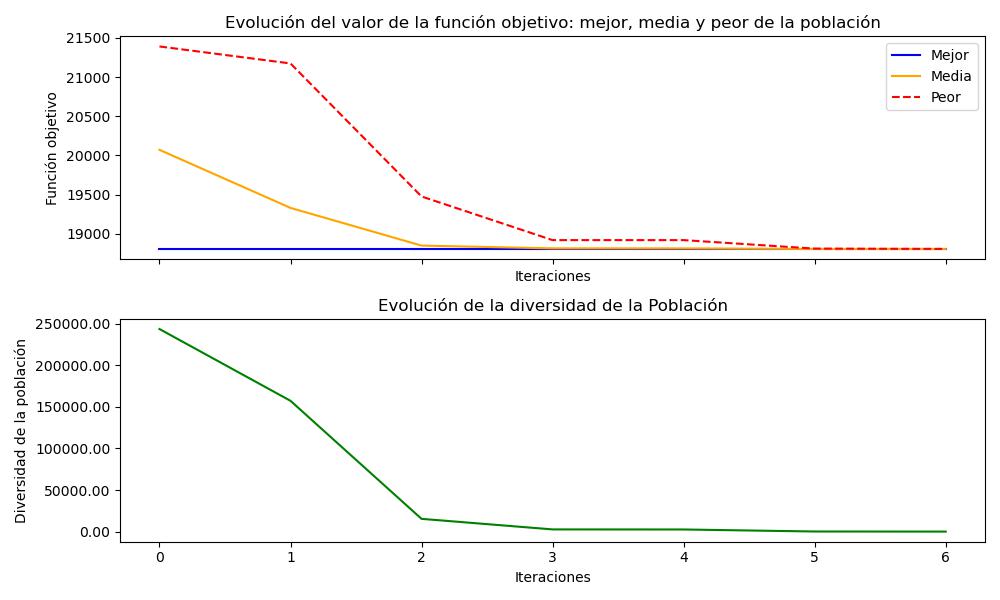 Evolución del valor de la función objetivo: mejor, media y peor de la población
21500
21000
20500
20000
19500
19000
Función objetivo
Mejor
Media
Peor
Iteraciones
Evolución de la diversidad de la Población
250000.00
200000.00
150000.00
100000.00
50000.00
0.00
Diversidad de la población
0 1 2 3 4 5 6
Iteraciones